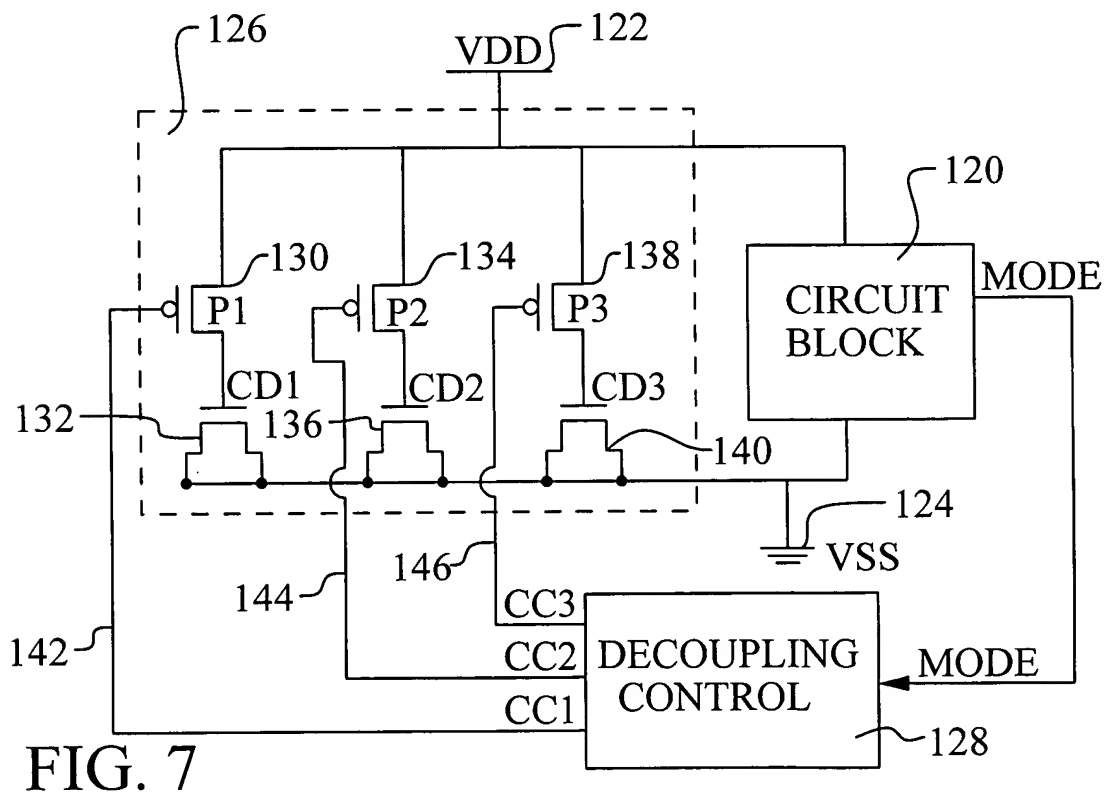 126
VDD
122
120
130
134
138
MODE
P1
P2
P3
CIRCUIT
BLOCK
CD1
CD2
CD3
132
136
140
124
VSS
146
144
CC3
142
CC2
DECOUPLING
CONTROL
MODE
CC1
128
FIG. 7